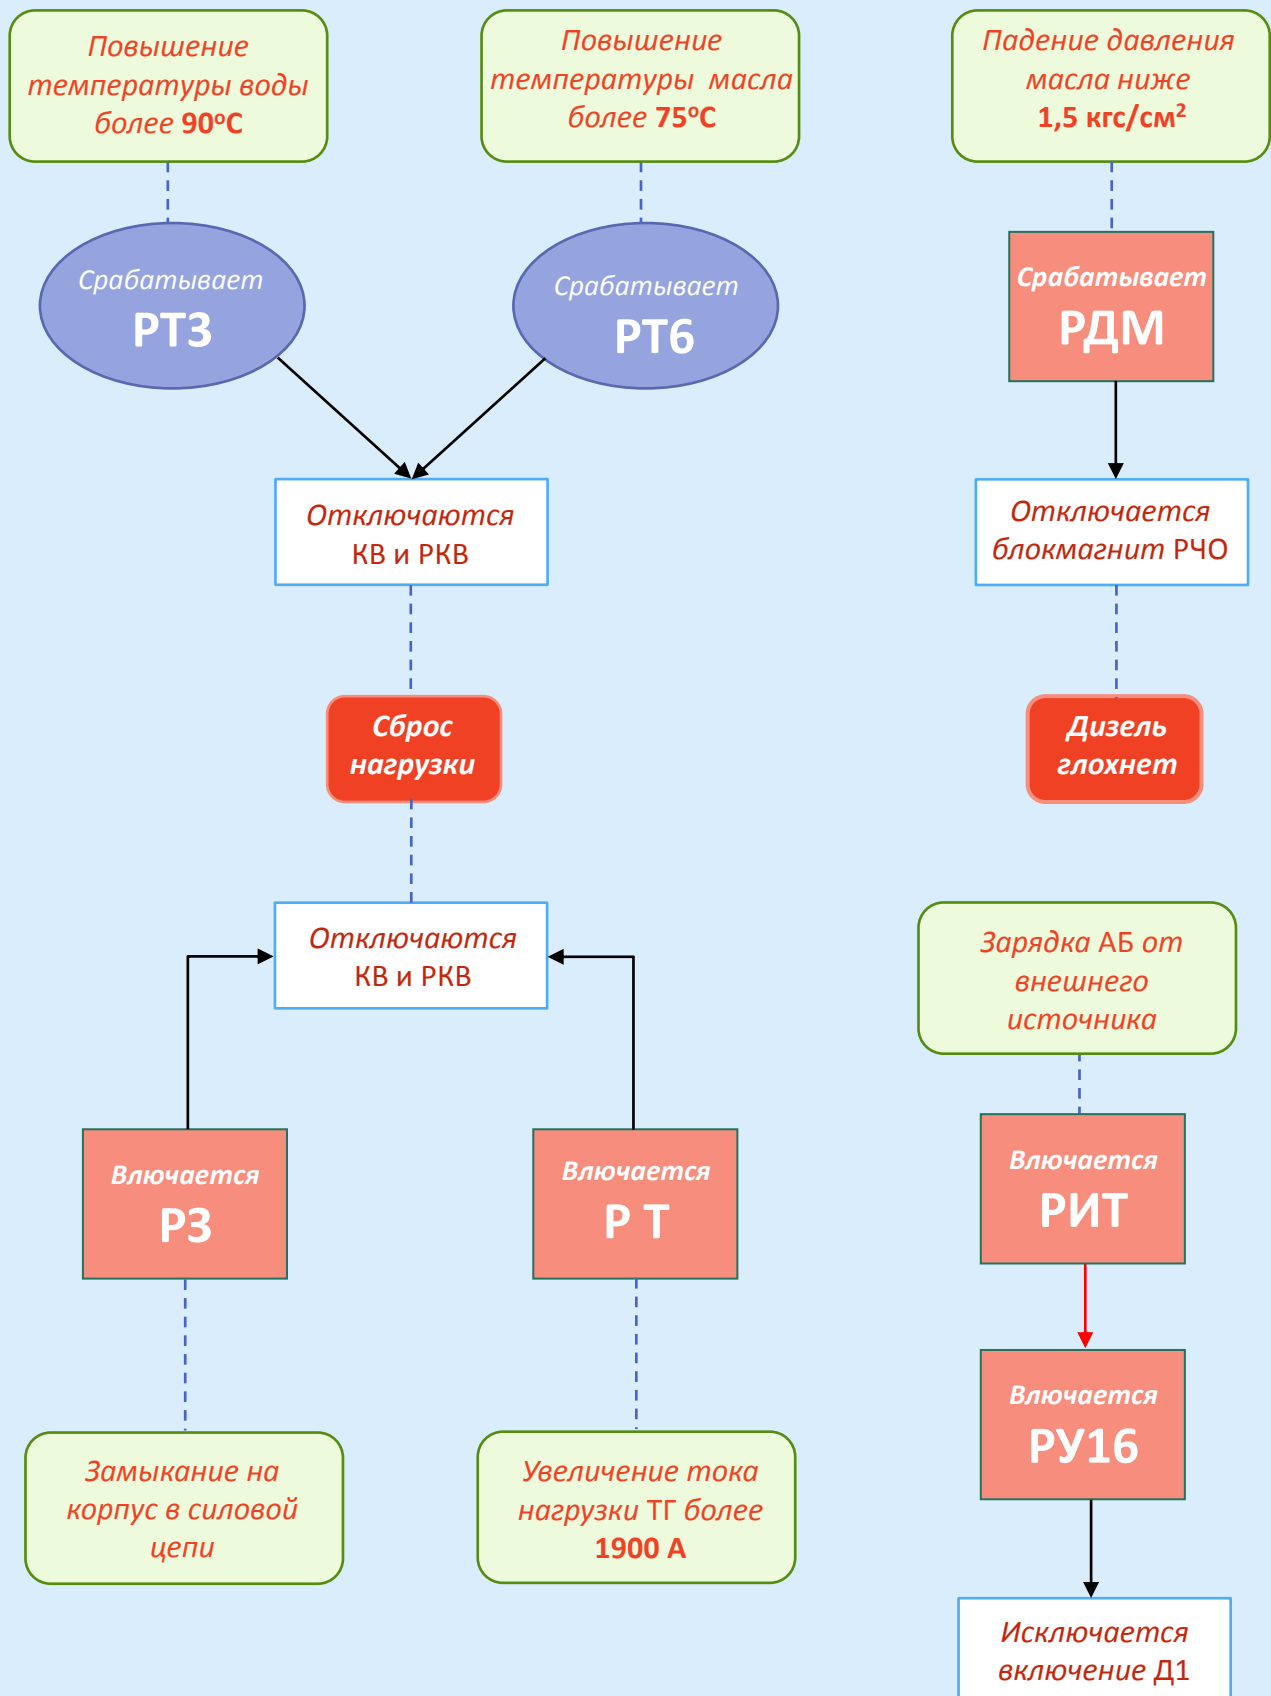 Повышение
температуры воды
более 90°С
Повышение
температуры масла
более 75°С
Падение давления
масла ниже
1,5 кгс/см²
Срабатывает
РТ3
Срабатывает
РТ6
Срабатывает
РДМ
Отключаются
КВ и РКВ
Отключается
блокмагнит РЧО
Сброс
нагрузки
Дизель
глохнет
Отключаются
КВ и РКВ
Зарядка АБ от
внешнего
источника
Влючается
РЗ
Влючается
Р Т
Влючается
РИТ
Влючается
РУ16
Замыкание на
корпус в силовой
цепи
Увеличение тока
нагрузки ТГ более
1900 А
Исключается
включение Д1